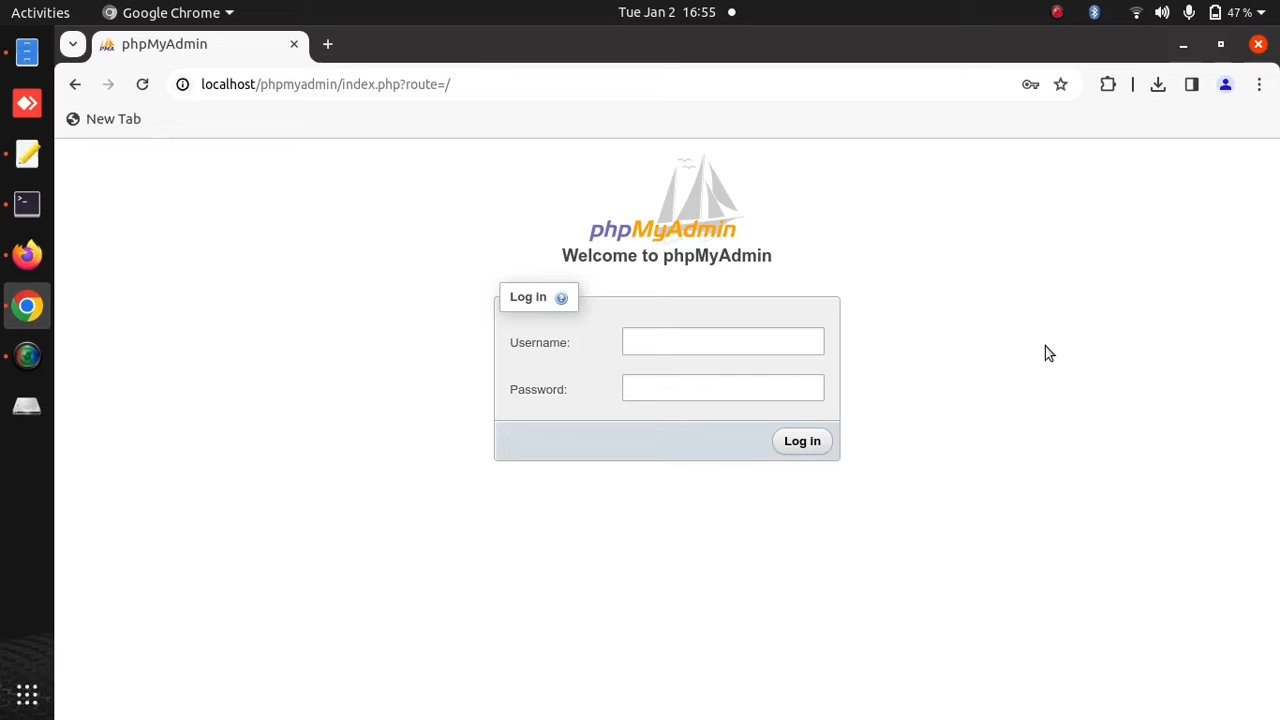 Activities
Google Chrome
Tue Jan 2 16:55
47 %
phpMyAdmin
localhost/phpmyadmin/index.php?route=/
New Tab
phpMyAdmin
Welcome to phpMyAdmin
Log in
Username:
Password:
Log in